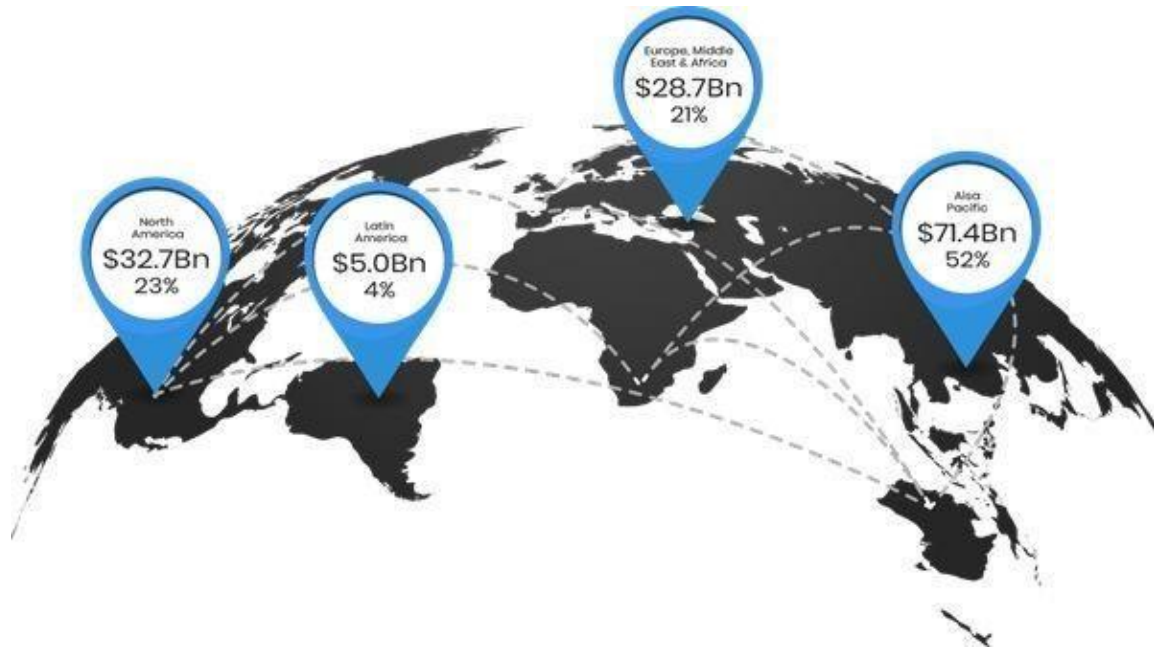 Europe, Middle
East & Africa
$28.7Bn
21%
North
America
$32.7Bn
23%
Latin
America
$5.0Bn
4%
Aisa
Pacific
$71.4Bn
52%